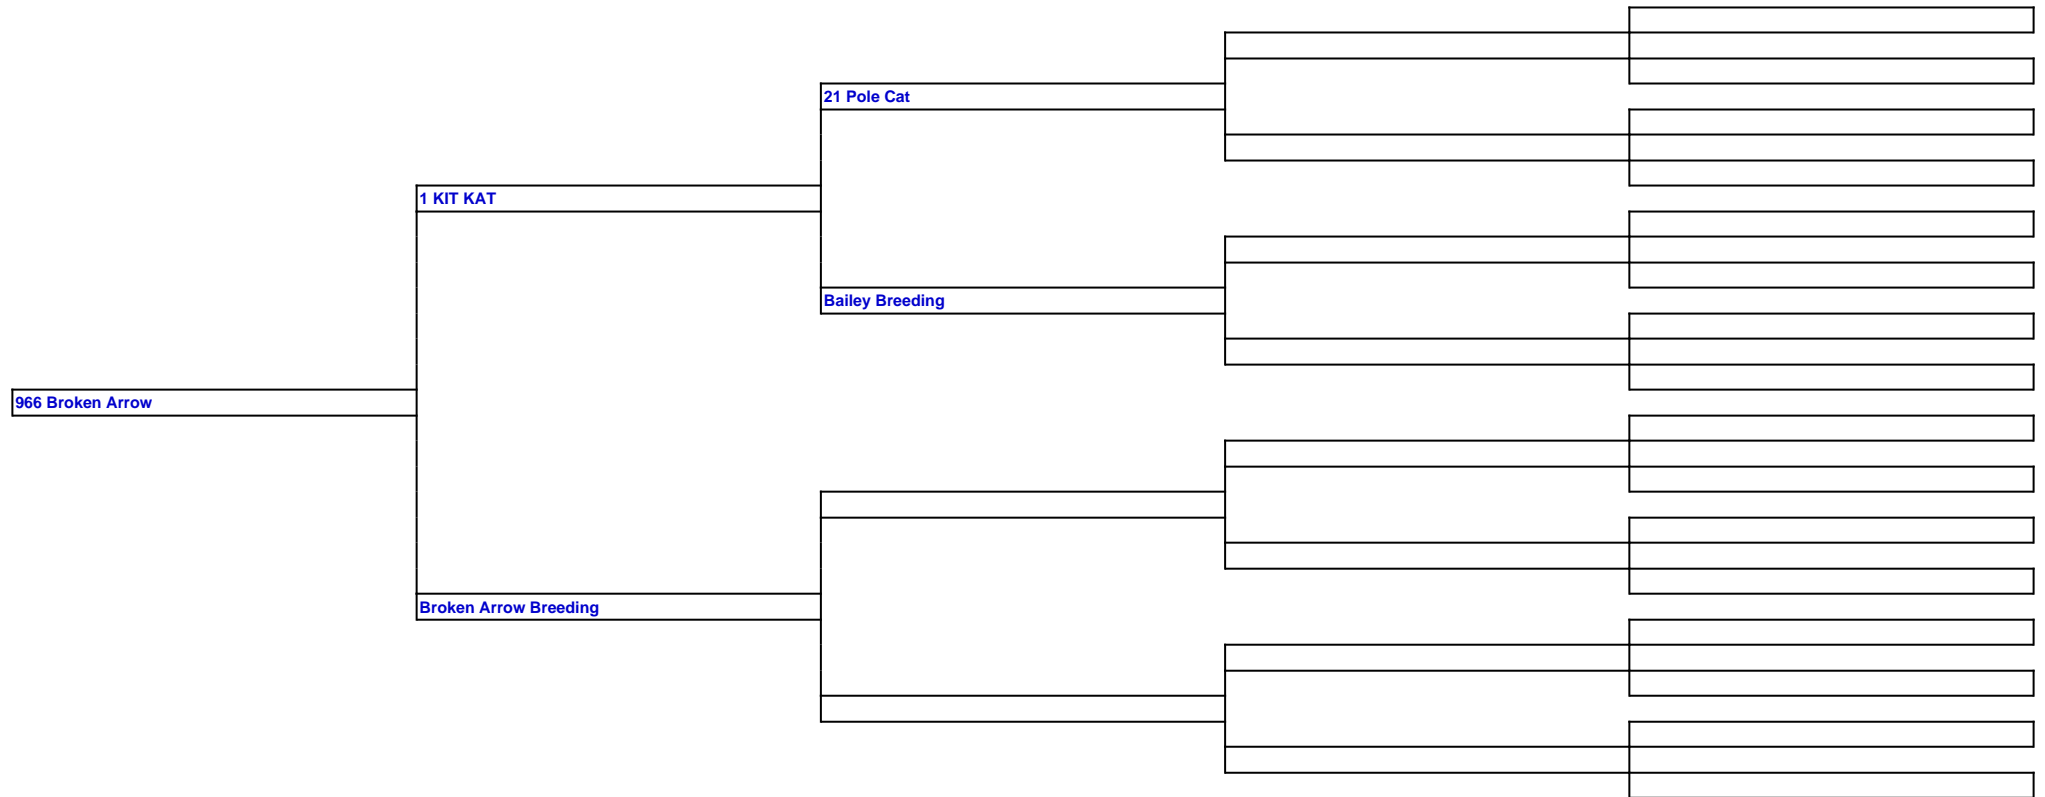 21 Pole Cat
1 KIT KAT
Bailey Breeding
966 Broken Arrow
Broken Arrow Breeding